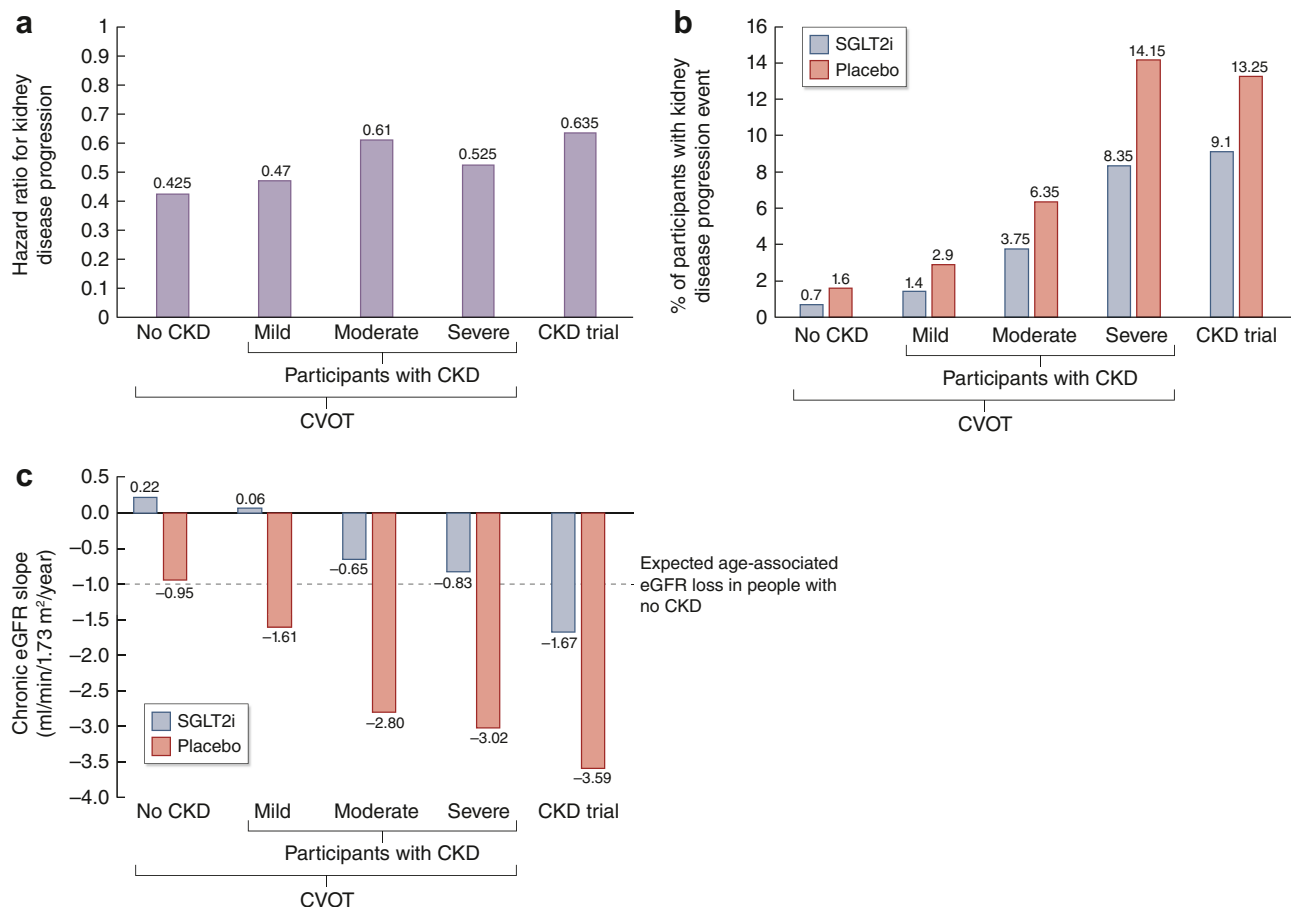 a
Hazard ratio for kidney
disease progression
1
0.9
0.8
0.7
0.6
0.5
0.4
0.3
0.2
0.1
0
0.425
0.47
0.61
0.525
0.635
No CKD
Mild
Moderate
Severe
CKD trial
Participants with CKD
CVOT
b
% of participants with kidney
disease progression event
16
14
12
10
8
6
4
2
0
SGLT2i
Placebo
0.7
1.6
1.4
2.9
3.75
6.35
8.35
14.15
9.1
13.25
No CKD
Mild
Moderate
Severe
CKD trial
Participants with CKD
CVOT
c
Chronic eGFR slope
(ml/min/1.73 m²/year)
0.5
0.0
−0.5
−1.0
−1.5
−2.0
−2.5
−3.0
−3.5
−4.0
0.22
−0.95
0.06
−1.61
−0.65
−2.80
−0.83
−3.02
−1.67
−3.59
Expected age-associated
eGFR loss in people with
no CKD
SGLT2i
Placebo
No CKD
Mild
Moderate
Severe
CKD trial
Participants with CKD
CVOT